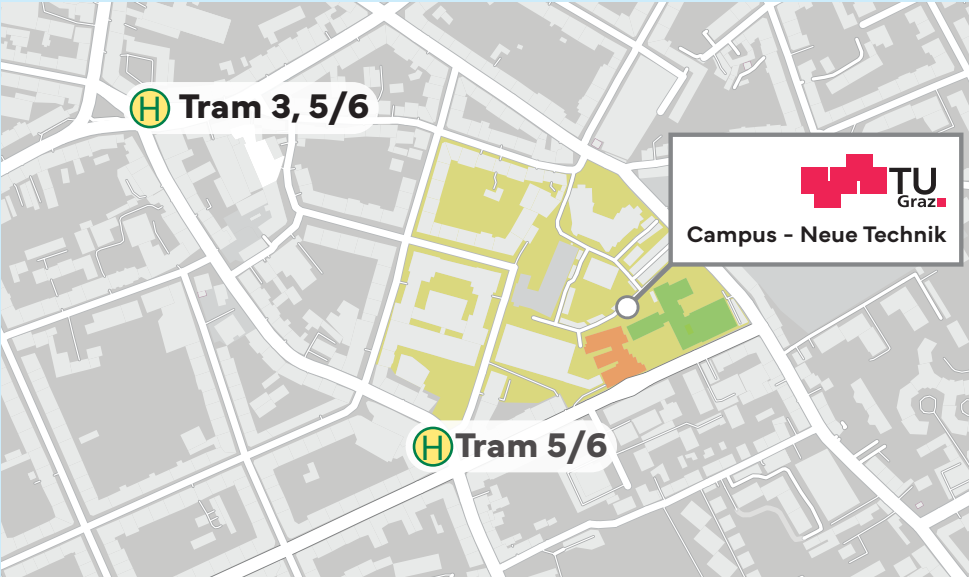 H Tram 3, 5/6
TU
Graz
Campus - Neue Technik
H Tram 5/6